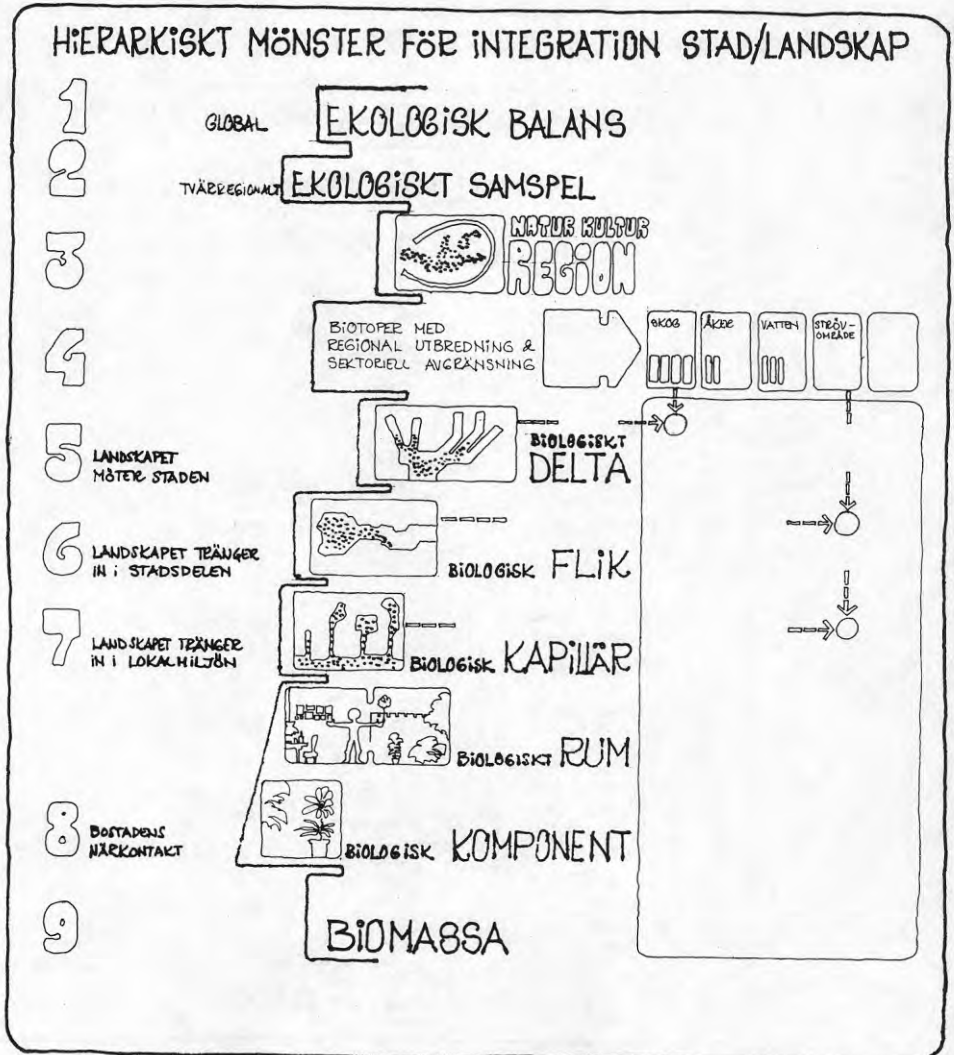 HiERARKiSKT MÖNSTER FÖR iNTEGRATION STAD/LANDSKAP
1
GLOBAL
EKOLOGiSK BALANS
2
TVÄRREGIONALT
EKOLOGiSKT SAMSPEL
3
NATUR KULTUR
REGiON
4
BiOTOPER MED
REGIONAL UTBREDNING &
SEKTORIELL AVGRÄNSNING
SKOG
ÅKER
VATTEN
STRÖV-
OMRÅDE
5
LANDSKAPET
MÖTER STADEN
BiOLOGiSKT
DELTA
6
LANDSKAPET TRÄNGER
IN i STADSDELEN
BiOLOGiSK FLiK
7
LANDSKAPET TRÄNGER
IN i LOKALMILJÖN
BiOLOGiSK KAPiLLÄR
BiOLOGiSKT RUM
8
BOSTADENS
NÄRKONTAKT
BiOLOGiSK KOMPONENT
9
BiOMASSA